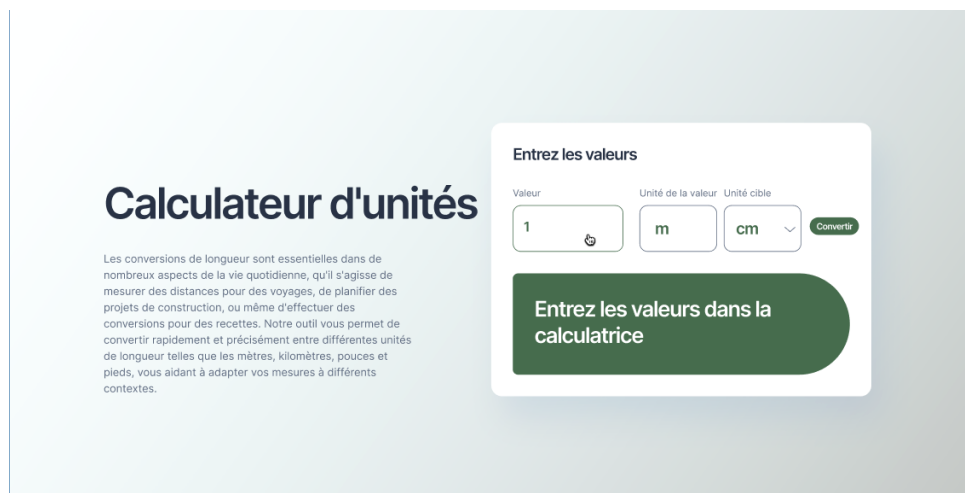 Calculateur d'unités
Les conversions de longueur sont essentielles dans de
nombreux aspects de la vie quotidienne, qu'il s'agisse de
mesurer des distances pour des voyages, de planifier des
projets de construction, ou même d'effectuer des
conversions pour des recettes. Notre outil vous permet de
convertir rapidement et précisément entre différentes unités
de longueur telles que les mètres, kilomètres, pouces et
pieds, vous aidant à adapter vos mesures à différents
contextes.
Entrez les valeurs
Valeur Unité de la valeur Unité cible
1 m cm Convertir
Entrez les valeurs dans la
calculatrice